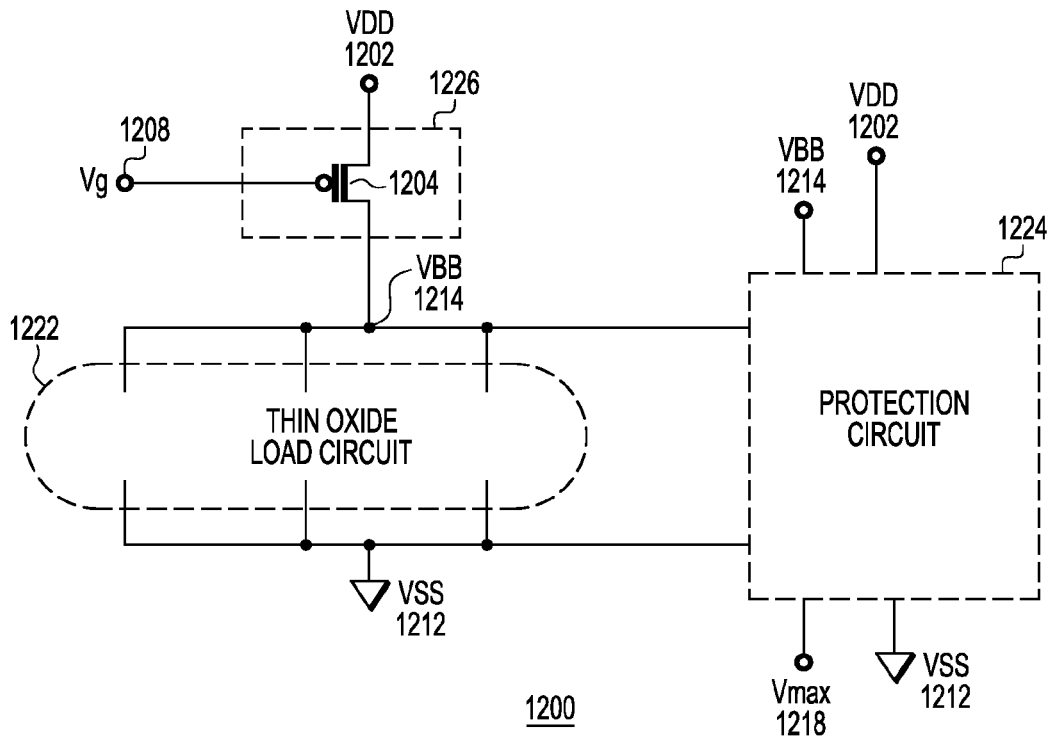 VDD
1202
1226
1208
Vg
1204
VBB
1214
VDD
1202
VBB
1214
1224
1222
THIN OXIDE
LOAD CIRCUIT
PROTECTION
CIRCUIT
VSS
1212
Vmax
1218
VSS
1212
1200